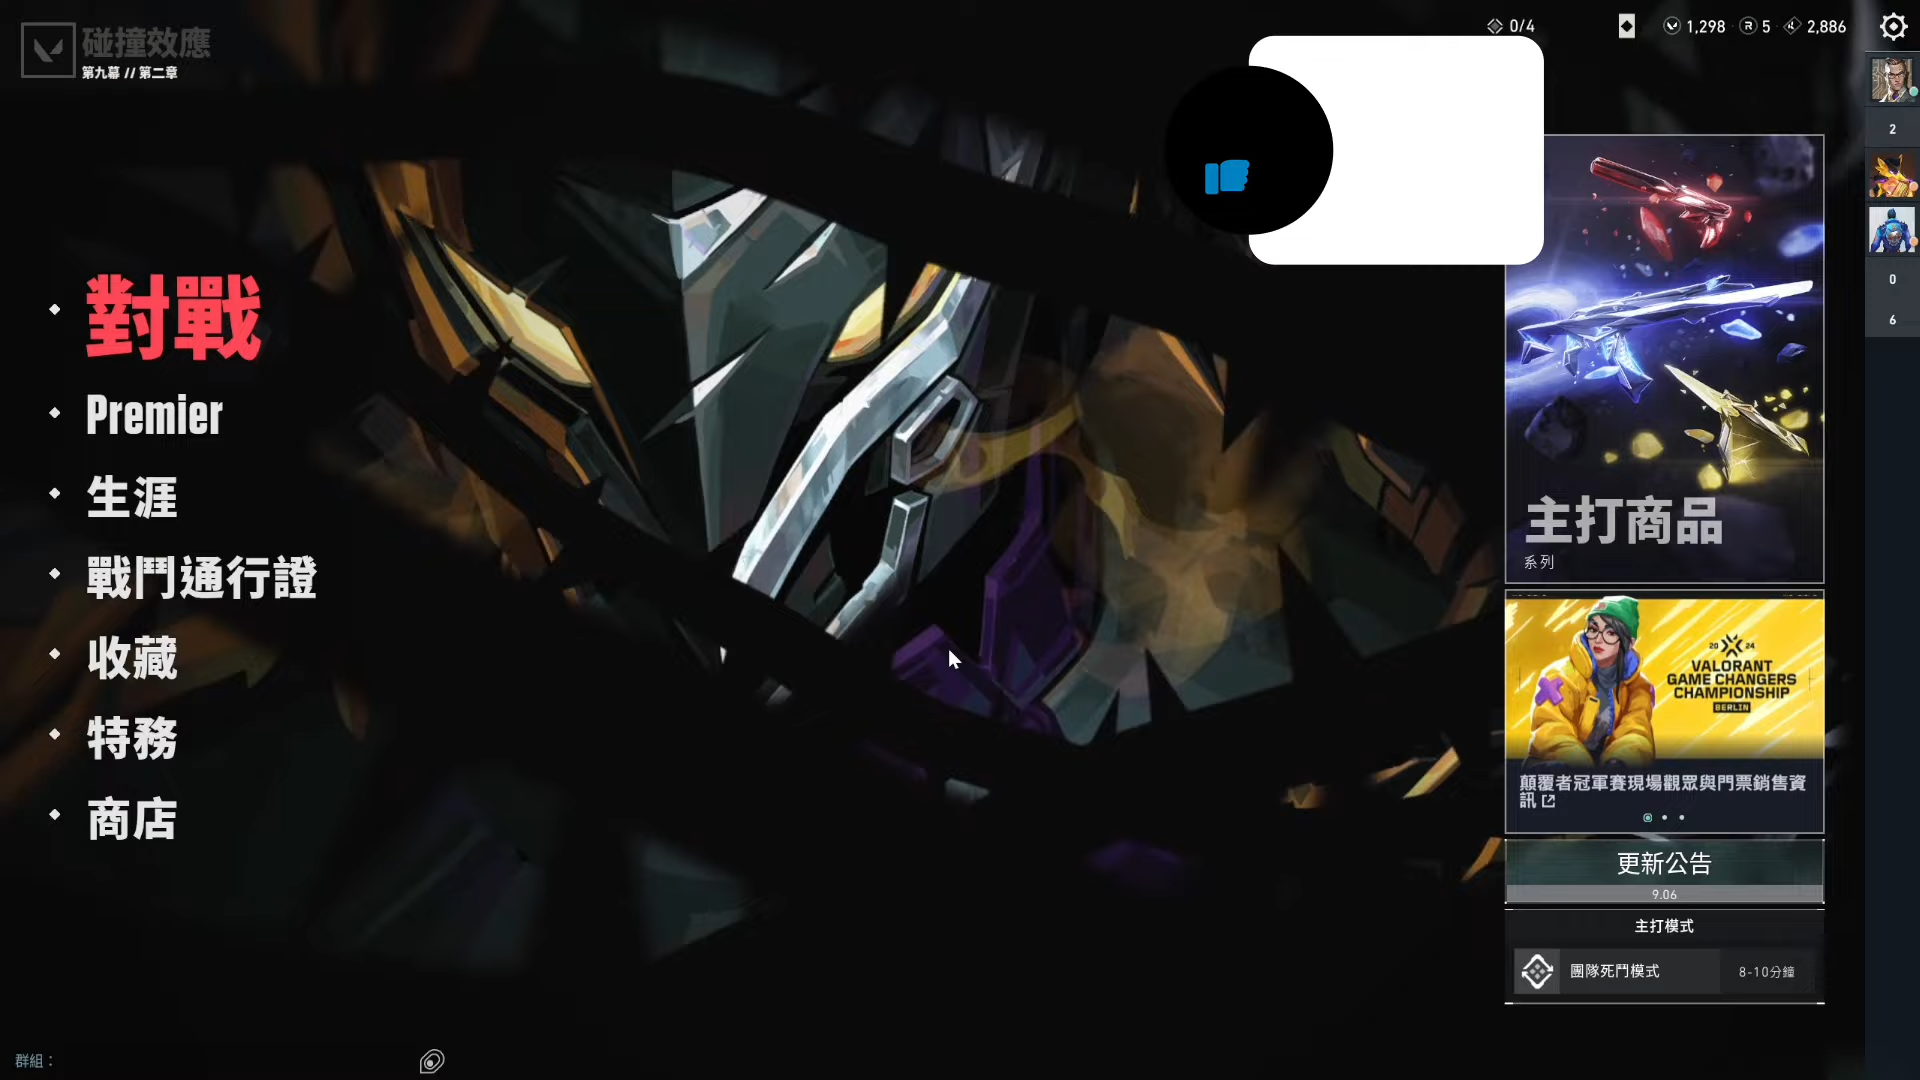 碰撞效應
第九幕 // 第二章
0/4
1,298
5
2,886
2
0
6
對戰
Premier
生涯
戰鬥通行證
收藏
特務
商店
主打商品
系列
20 24
VALORANT
GAME CHANGERS
CHAMPIONSHIP
BERLIN
顛覆者冠軍賽現場觀眾與門票銷售資
訊
更新公告
9.06
主打模式
團隊死鬥模式
8-10分鐘
群組：